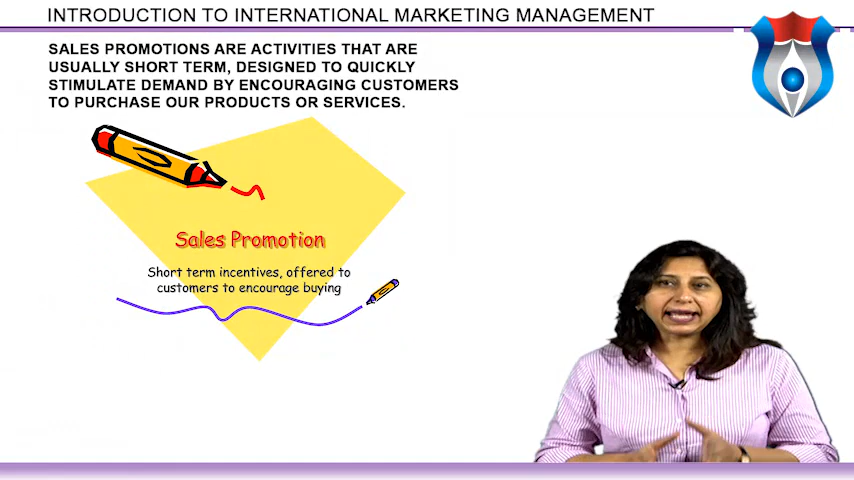 INTRODUCTION TO INTERNATIONAL MARKETING MANAGEMENT
SALES PROMOTIONS ARE ACTIVITIES THAT ARE
USUALLY SHORT TERM, DESIGNED TO QUICKLY
STIMULATE DEMAND BY ENCOURAGING CUSTOMERS
TO PURCHASE OUR PRODUCTS OR SERVICES.
Sales Promotion
Short term incentives, offered to
customers to encourage buying